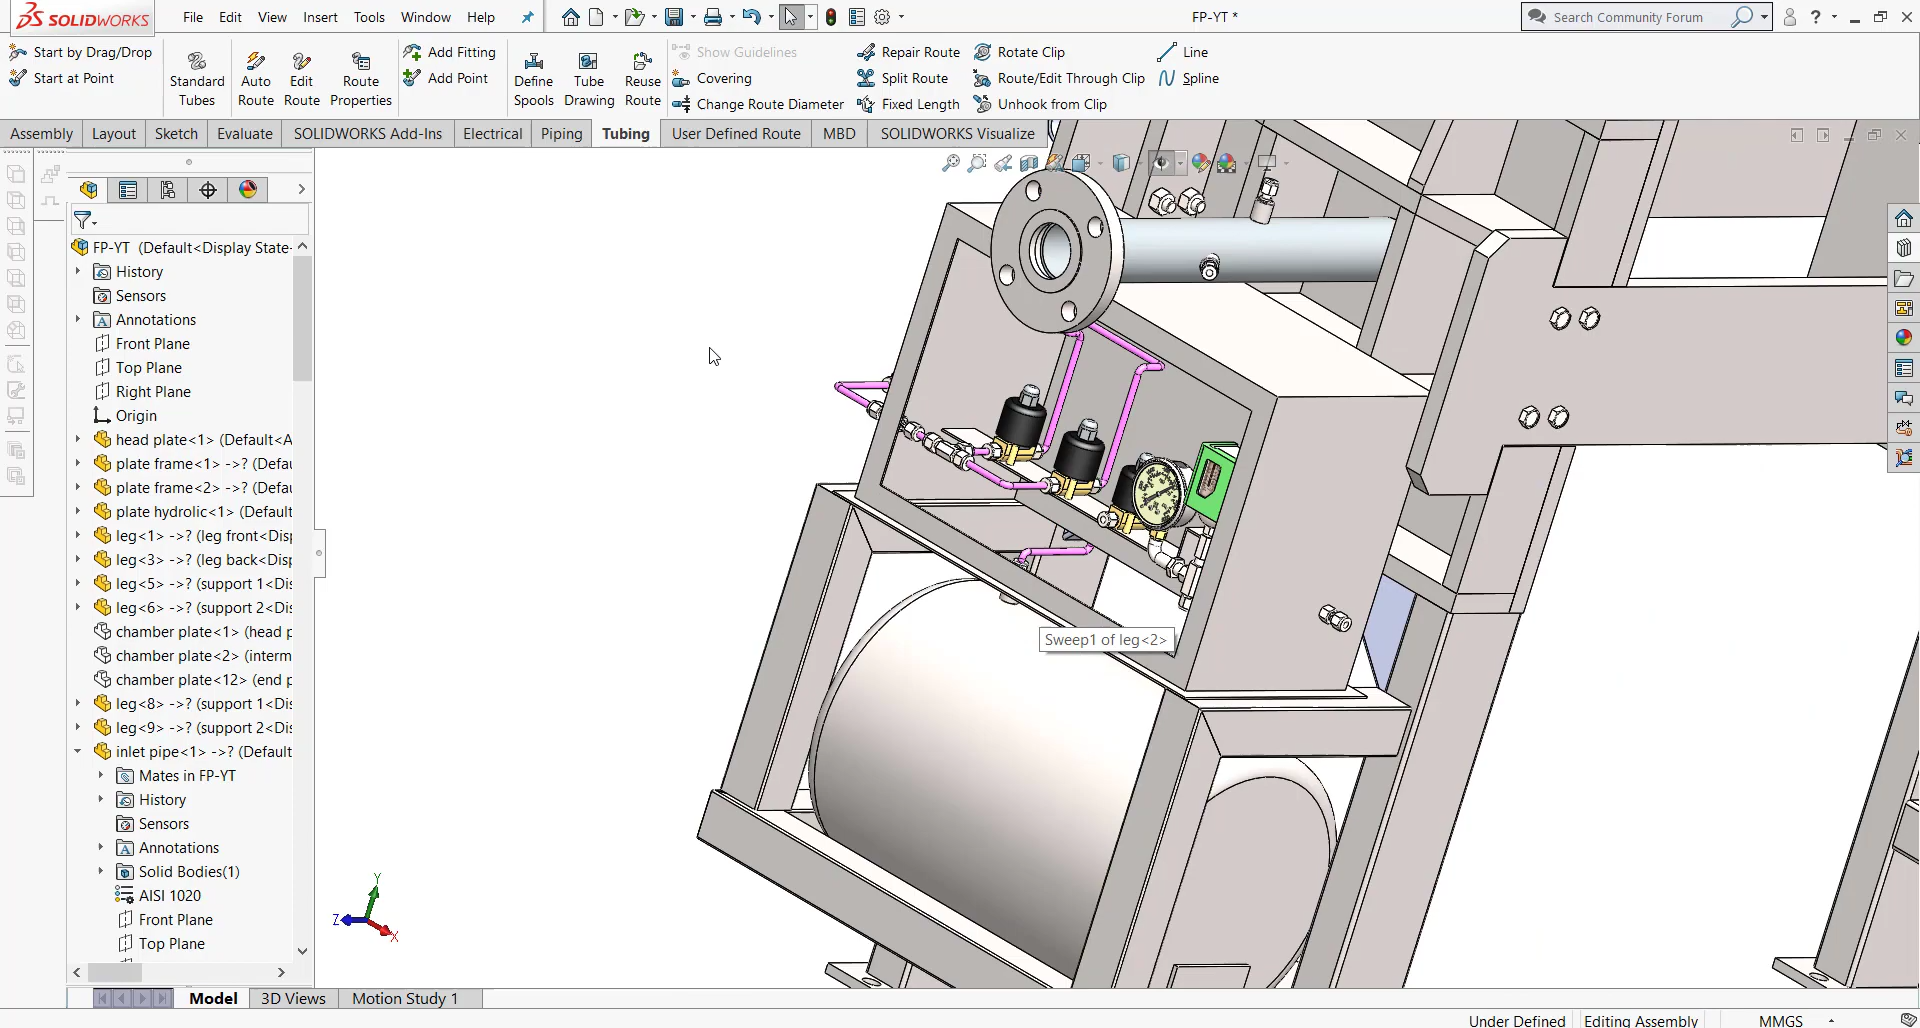 SOLIDWORKS
File Edit View Insert Tools Window Help
FP-YT *
Search Community Forum
?
Start by Drag/Drop
Start at Point
Standard Tubes
Auto Route
Edit Route
Route Properties
Add Fitting
Add Point
Define Spools
Tube Drawing
Reuse Route
Show Guidelines
Covering
Change Route Diameter
Repair Route
Split Route
Fixed Length
Rotate Clip
Route/Edit Through Clip
Unhook from Clip
Line
Spline
Assembly Layout Sketch Evaluate SOLIDWORKS Add-Ins Electrical Piping Tubing User Defined Route MBD SOLIDWORKS Visualize
FP-YT (Default<Display State-
History
Sensors
Annotations
Front Plane
Top Plane
Right Plane
Origin
head plate<1> (Default<A
plate frame<1> ->? (Defau
plate frame<2> ->? (Defau
plate hydrolic<1> (Default
leg<1> ->? (leg front<Disp
leg<3> ->? (leg back<Disp
leg<5> ->? (support 1<Dis
leg<6> ->? (support 2<Dis
chamber plate<1> (head p
chamber plate<2> (interm
chamber plate<12> (end p
leg<8> ->? (support 1<Dis
leg<9> ->? (support 2<Dis
inlet pipe<1> ->? (Default
Mates in FP-YT
History
Sensors
Annotations
Solid Bodies(1)
AISI 1020
Front Plane
Top Plane
Sweep1 of leg<2>
Y
Z
X
Model 3D Views Motion Study 1
Under Defined Editing Assembly MMGS